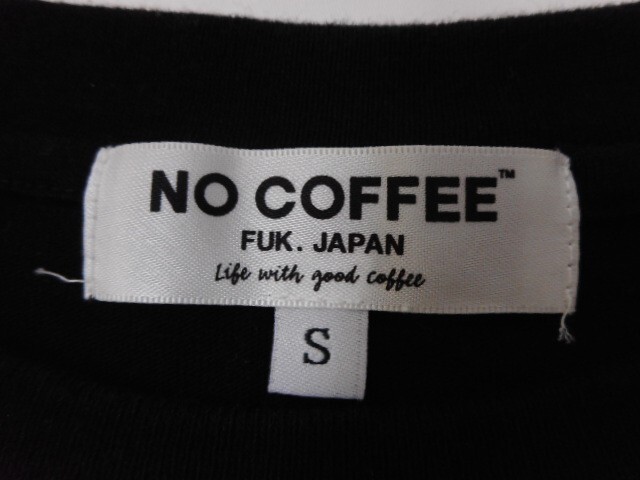 NO COFFEE™
FUK. JAPAN
Life with good coffee
S